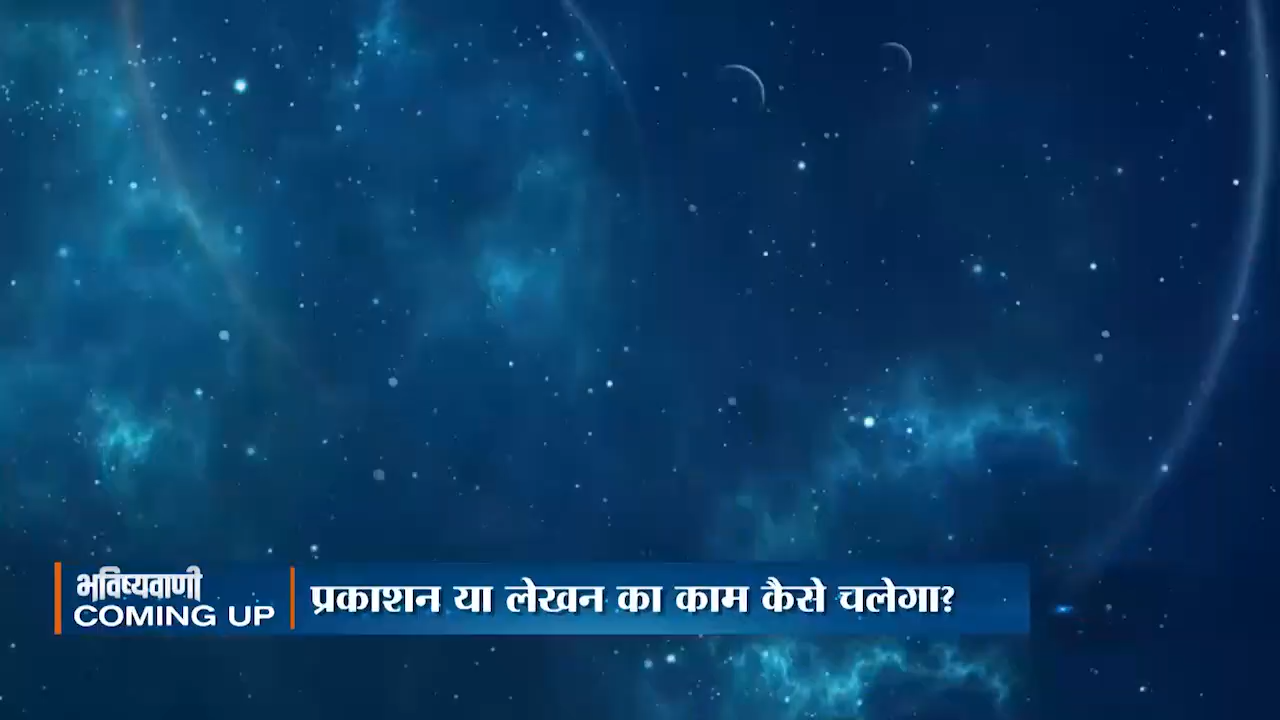 भविष्यवाणी
COMING UP
प्रकाशन या लेखन का काम कैसे चलेगा?